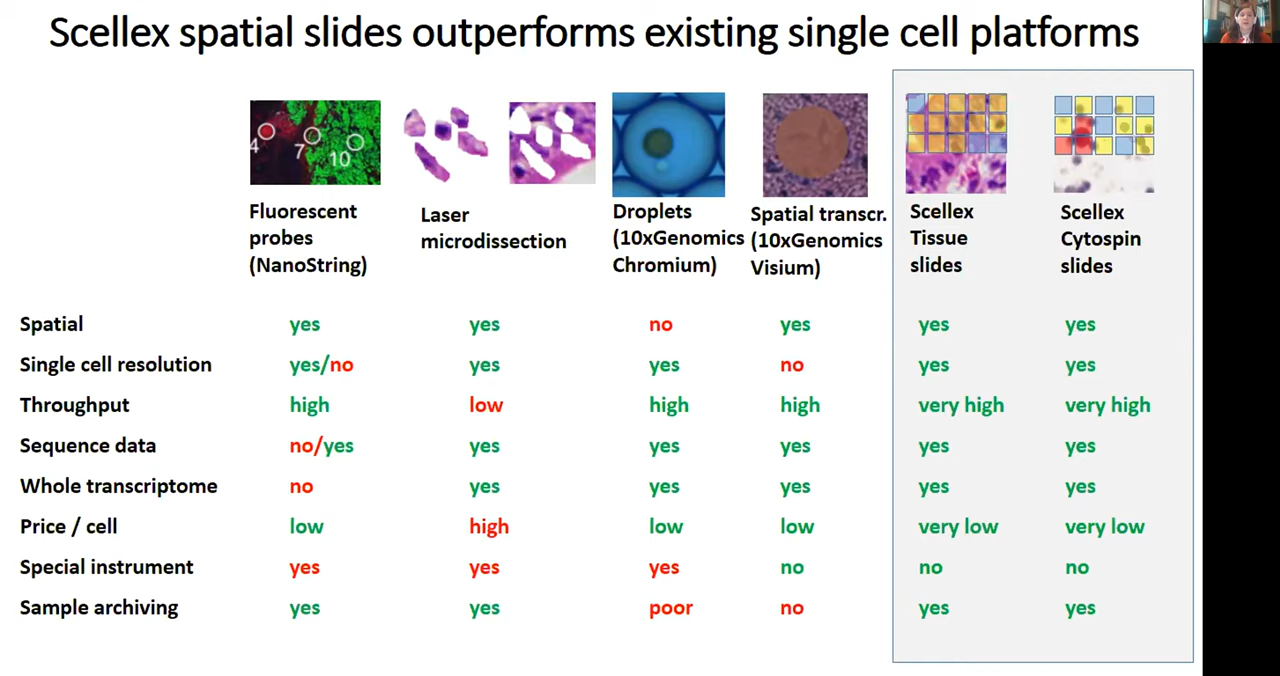 Scellex spatial slides outperforms existing single cell platforms
4
7
10
Fluorescent
probes
(NanoString)
Laser
microdissection
Droplets
(10xGenomics
Chromium)
Spatial transcr.
(10xGenomics
Visium)
Scellex
Tissue
slides
Scellex
Cytospin
slides
Spatial yes yes no yes yes yes
Single cell resolution yes/no yes yes no yes yes
Throughput high low high high very high very high
Sequence data no/yes yes yes yes yes yes
Whole transcriptome no yes yes yes yes yes
Price / cell low high low low very low very low
Special instrument yes yes yes no no no
Sample archiving yes yes poor no yes yes